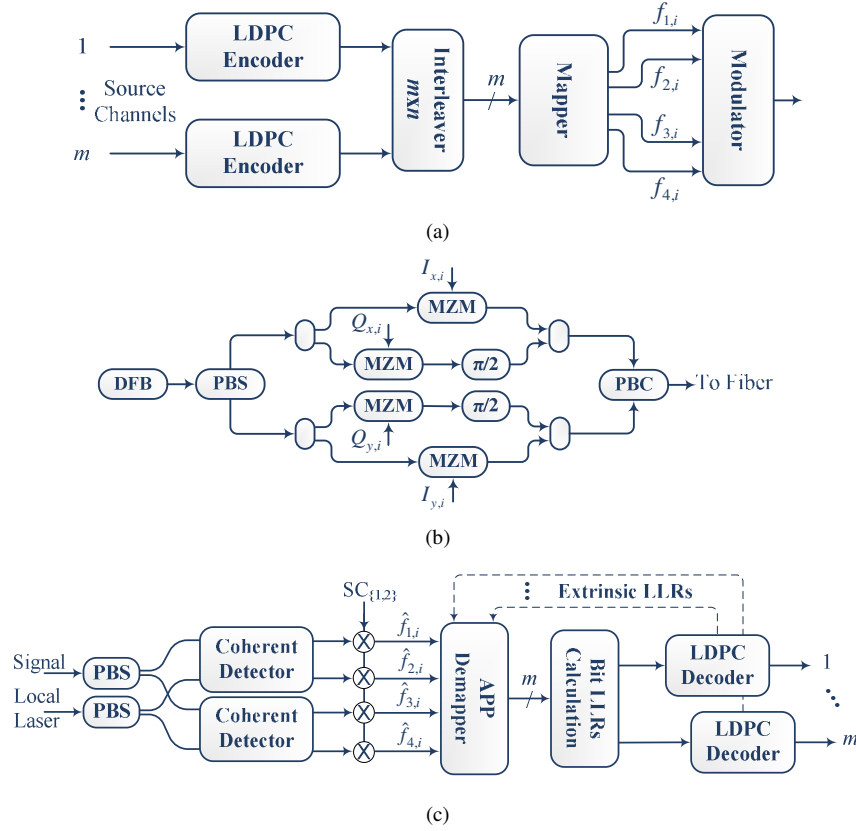 1
LDPC
Encoder
⋮ Source
Channels
m
LDPC
Encoder
Interleaver
mxn
m
Mapper
f1,i
f2,i
f3,i
f4,i
Modulator
(a)
Ix,i
MZM
Qx,i
MZM
π/2
DFB
PBS
PBC
To Fiber
MZM
π/2
Qy,i
MZM
Iy,i
(b)
SC{1,2}
⋮ Extrinsic LLRs
Signal
PBS
Local
Laser
PBS
Coherent
Detector
Coherent
Detector
X
X
X
X
f̂1,i
f̂2,i
f̂3,i
f̂4,i
APP
Demapper
m
Bit LLRs
Calculation
LDPC
Decoder
1
⋱
LDPC
Decoder
m
(c)